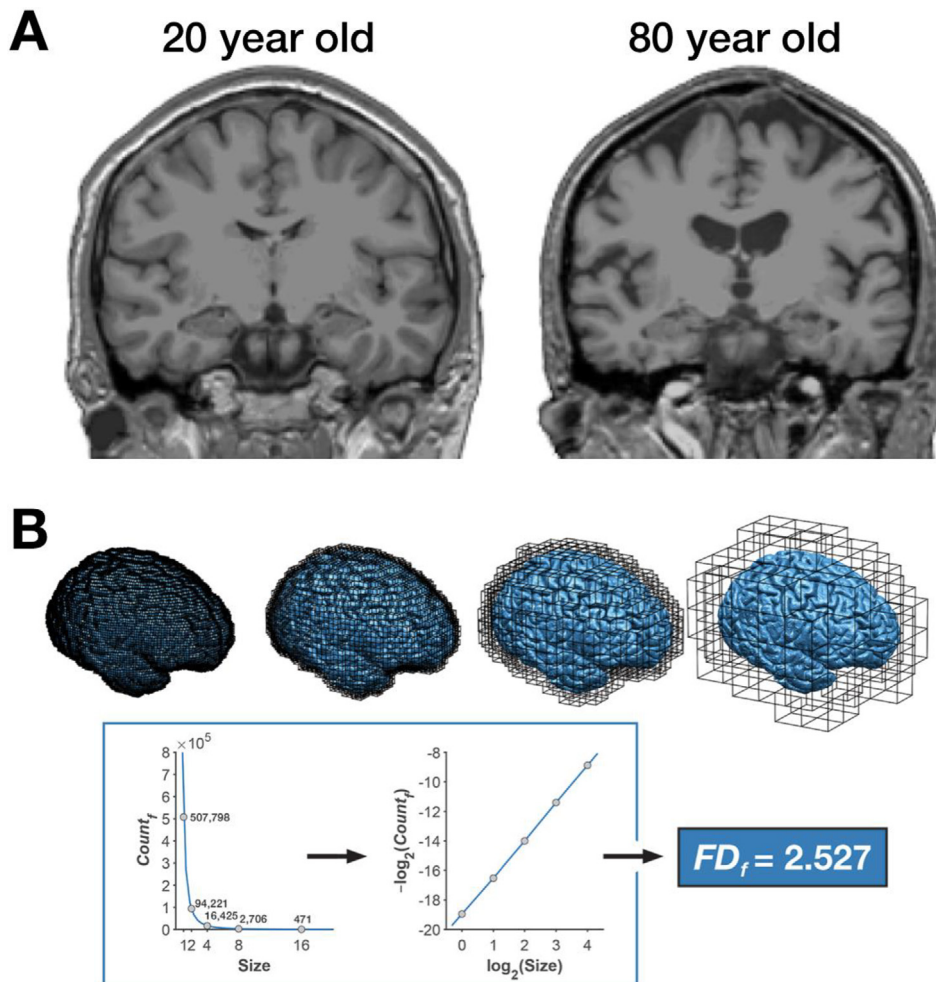 A
20 year old
80 year old
B
×10⁵
8
7
6
5
4
3
2
1
0
Count_f
507,798
94,221
16,425
2,706
471
1 2 4 8 16
Size
-8
-10
-12
-14
-16
-18
-20
–log₂(Count_f)
0 1 2 3 4
log₂(Size)
FD_f = 2.527